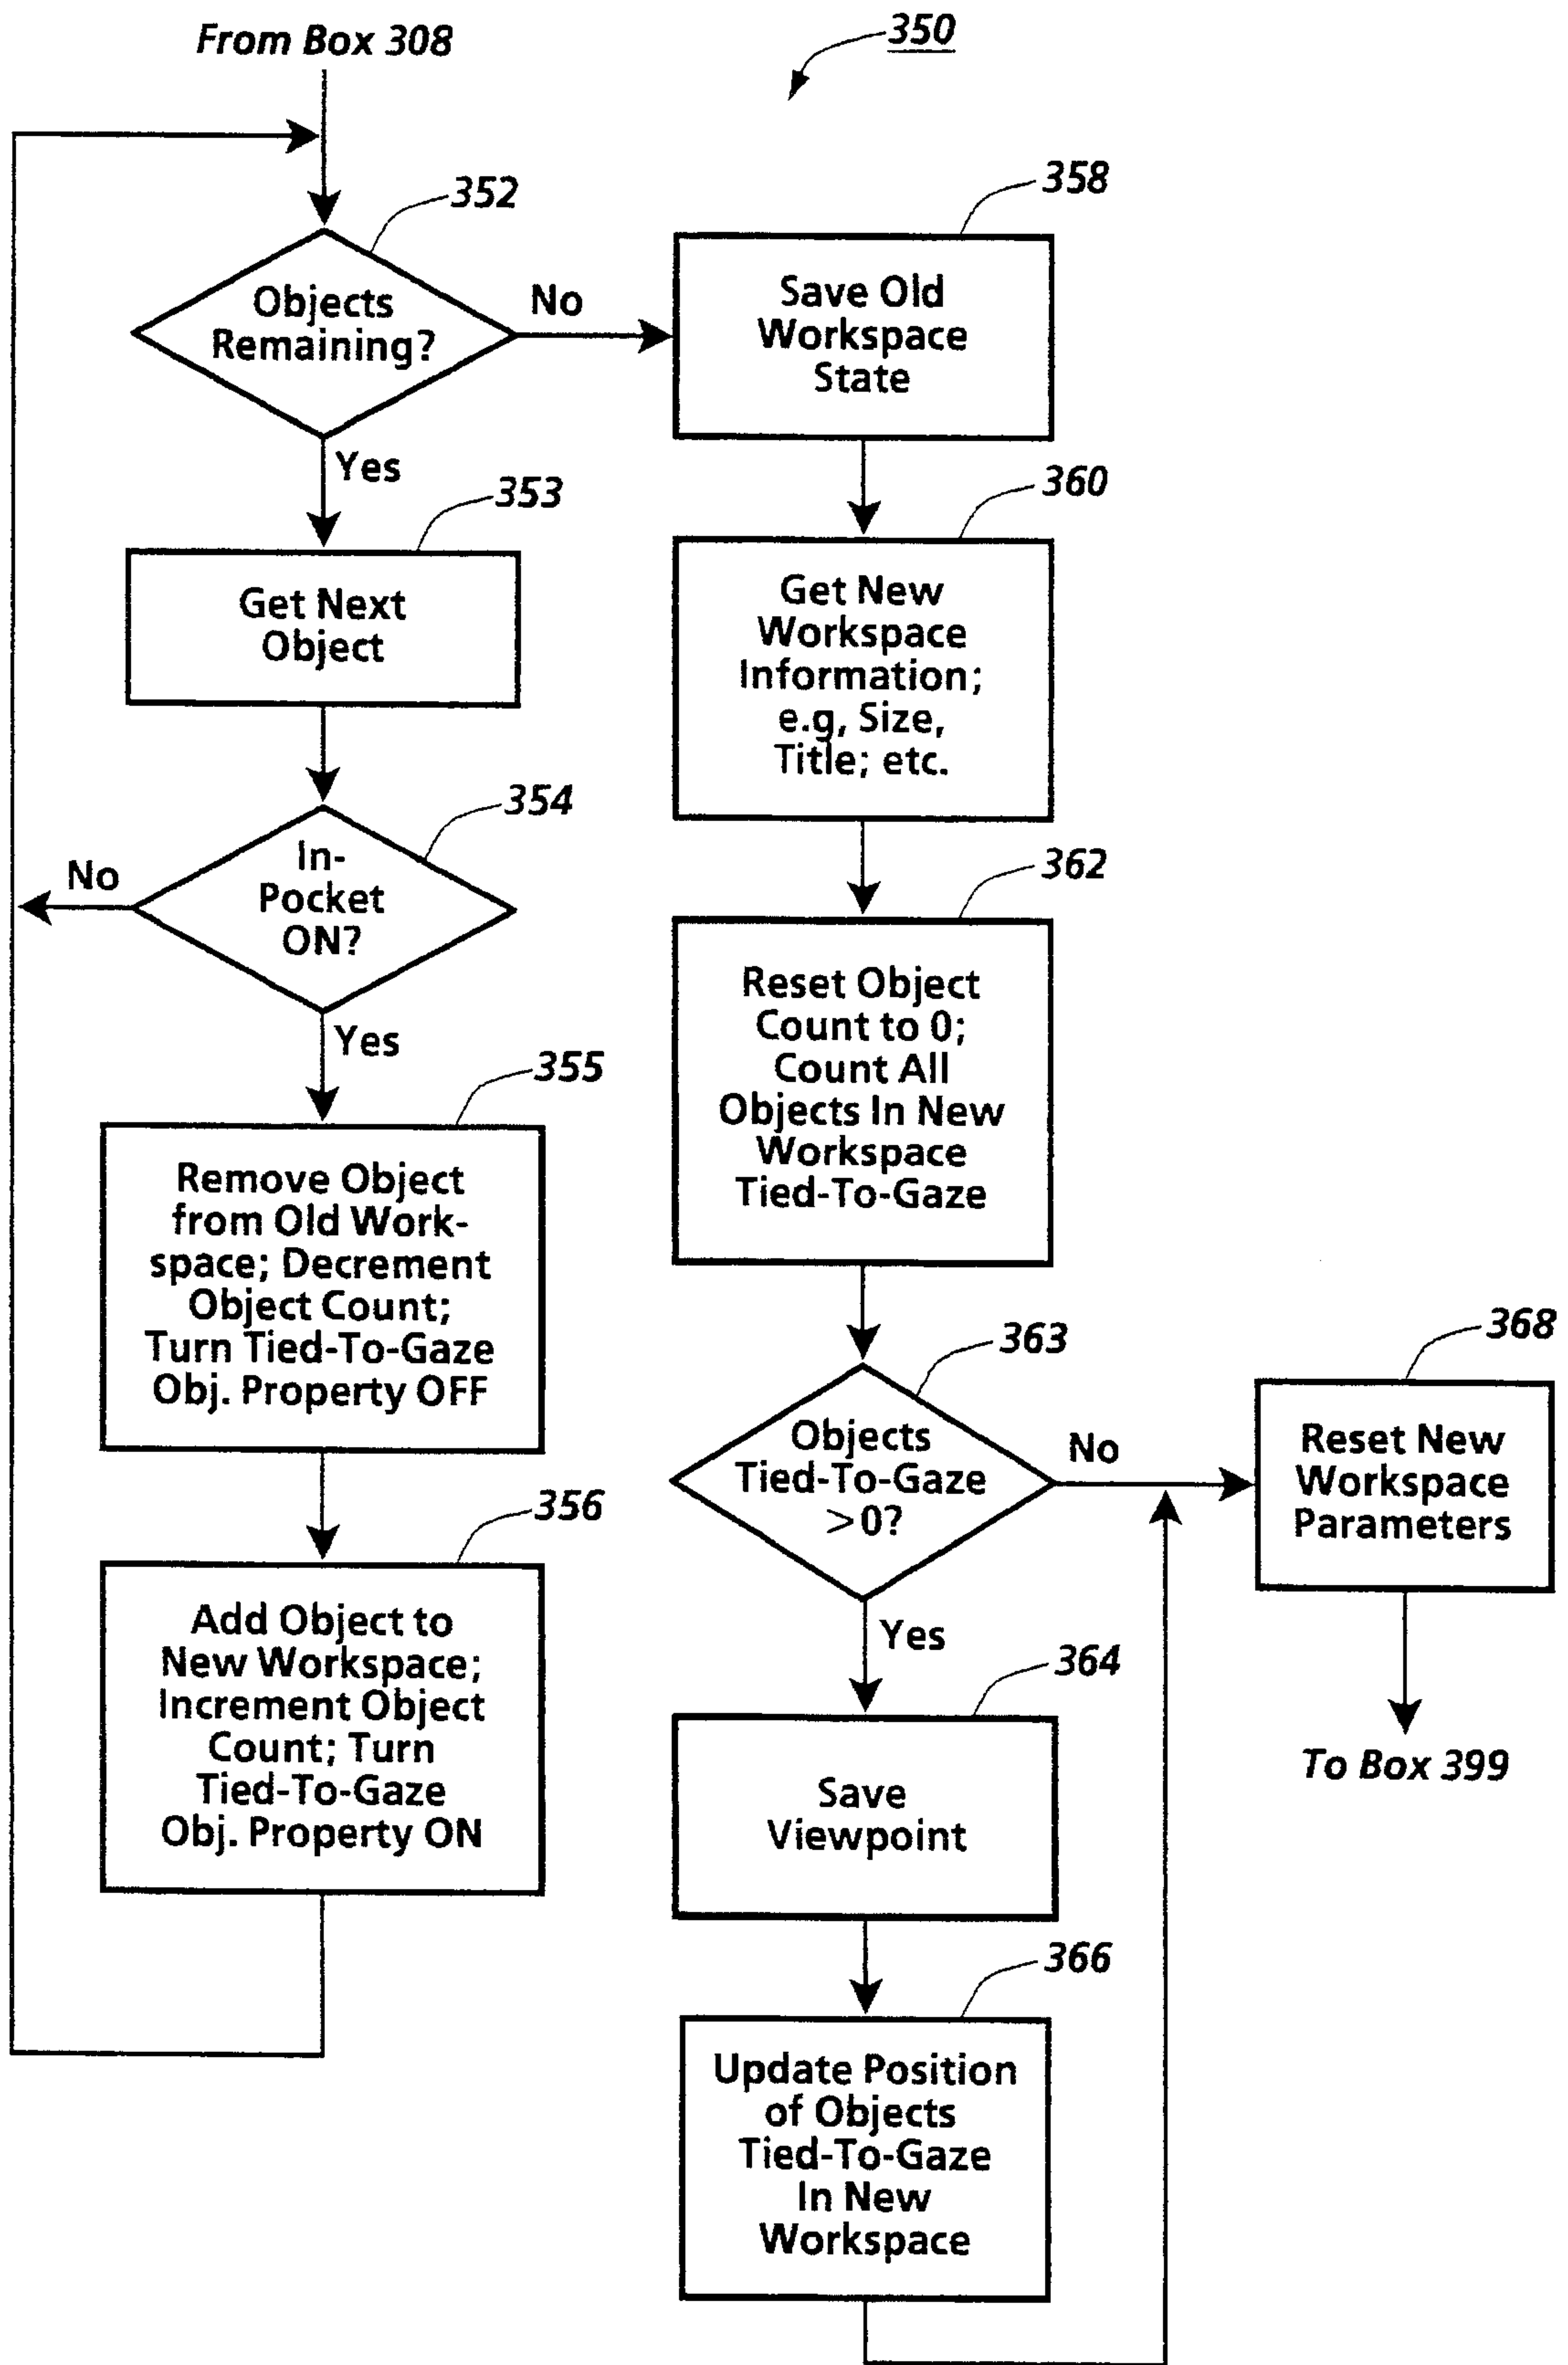 From Box 308
350
352
Objects
Remaining?
No
Yes
358
Save Old
Workspace
State
353
Get Next
Object
360
Get New
Workspace
Information;
e.g, Size,
Title; etc.
354
In-
Pocket
ON?
No
Yes
362
Reset Object
Count to 0;
Count All
Objects In New
Workspace
Tied-To-Gaze
355
Remove Object
from Old Work-
space; Decrement
Object Count;
Turn Tied-To-Gaze
Obj. Property OFF
363
Objects
Tied-To-Gaze
>0?
No
Yes
368
Reset New
Workspace
Parameters
To Box 399
356
Add Object to
New Workspace;
Increment Object
Count; Turn
Tied-To-Gaze
Obj. Property ON
364
Save
Viewpoint
366
Update Position
of Objects
Tied-To-Gaze
In New
Workspace